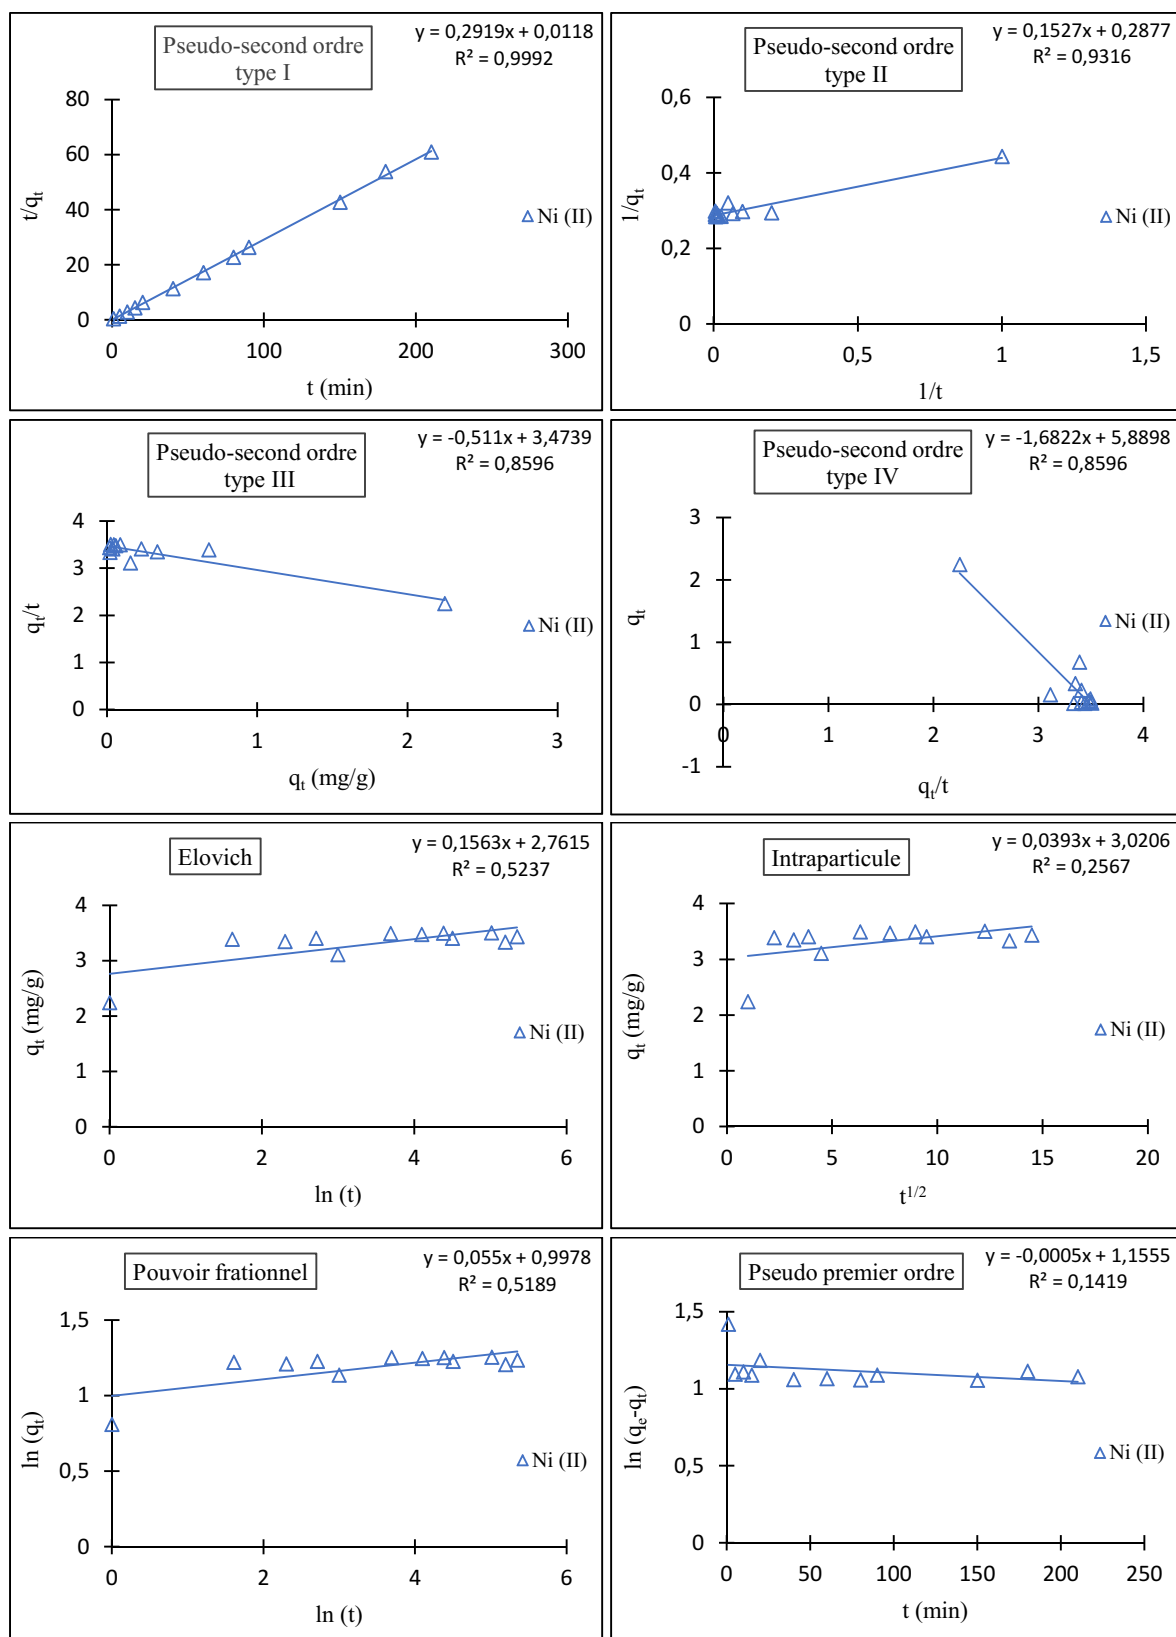 Pseudo-second ordre
type I
y = 0,2919x + 0,0118
R² = 0,9992
80
60
40
20
0
0
100
200
300
t/qt
t (min)
Ni (II)
Pseudo-second ordre
type II
y = 0,1527x + 0,2877
R² = 0,9316
0,6
0,4
0,2
0
0
0,5
1
1,5
1/qt
1/t
Ni (II)
Pseudo-second ordre
type III
y = -0,511x + 3,4739
R² = 0,8596
4
3
2
1
0
0
1
2
3
qt/t
qt (mg/g)
Ni (II)
Pseudo-second ordre
type IV
y = -1,6822x + 5,8898
R² = 0,8596
3
2
1
0
-1
0
1
2
3
4
qt
qt/t
Ni (II)
Elovich
y = 0,1563x + 2,7615
R² = 0,5237
4
3
2
1
0
0
2
4
6
qt (mg/g)
ln (t)
Ni (II)
Intraparticule
y = 0,0393x + 3,0206
R² = 0,2567
4
3
2
1
0
0
5
10
15
20
qt (mg/g)
t1/2
Ni (II)
Pouvoir frationnel
y = 0,055x + 0,9978
R² = 0,5189
1,5
1
0,5
0
0
2
4
6
ln (qt)
ln (t)
Ni (II)
Pseudo premier ordre
y = -0,0005x + 1,1555
R² = 0,1419
1,5
1
0,5
0
0
50
100
150
200
250
ln (qe-qt)
t (min)
Ni (II)